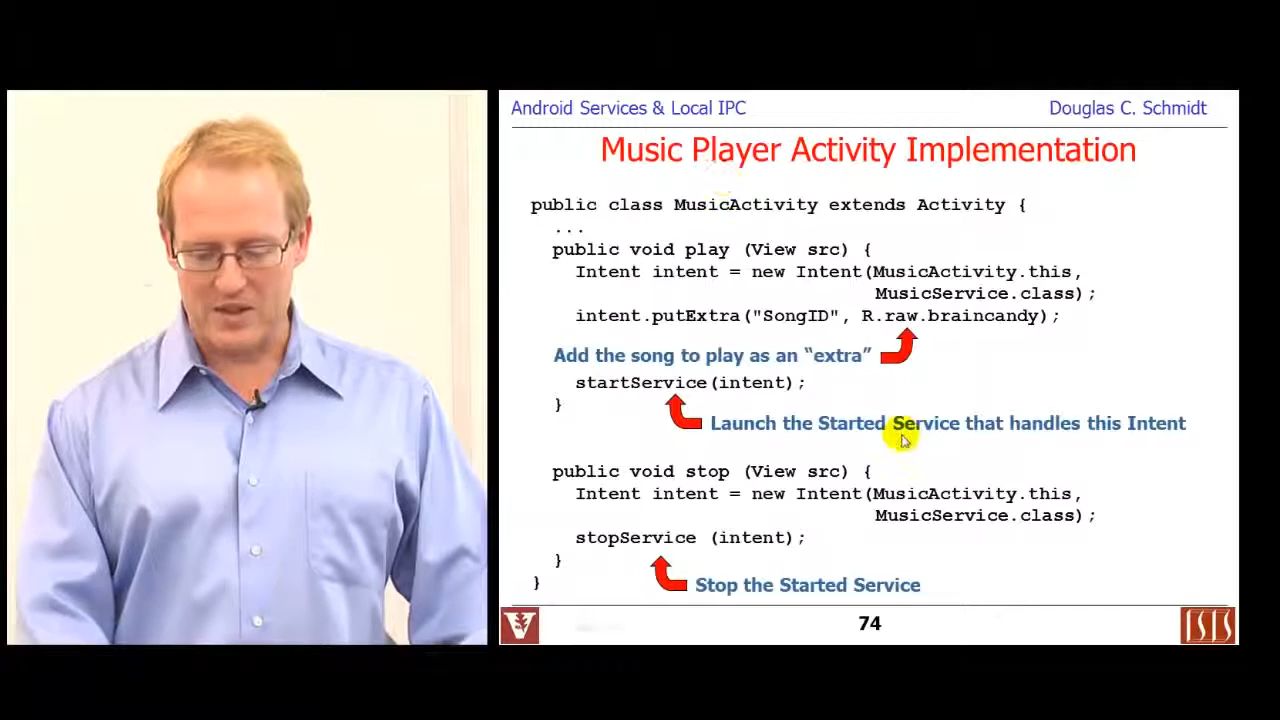 Android Services & Local IPC
Douglas C. Schmidt
Music Player Activity Implementation
public class MusicActivity extends Activity {
...
public void play (View src) {
Intent intent = new Intent(MusicActivity.this,
MusicService.class);
intent.putExtra("SongID", R.raw.braincandy);
Add the song to play as an “extra”
startService(intent);
}
Launch the Started Service that handles this Intent
public void stop (View src) {
Intent intent = new Intent(MusicActivity.this,
MusicService.class);
stopService (intent);
}
Stop the Started Service
}
V
74
ISIS